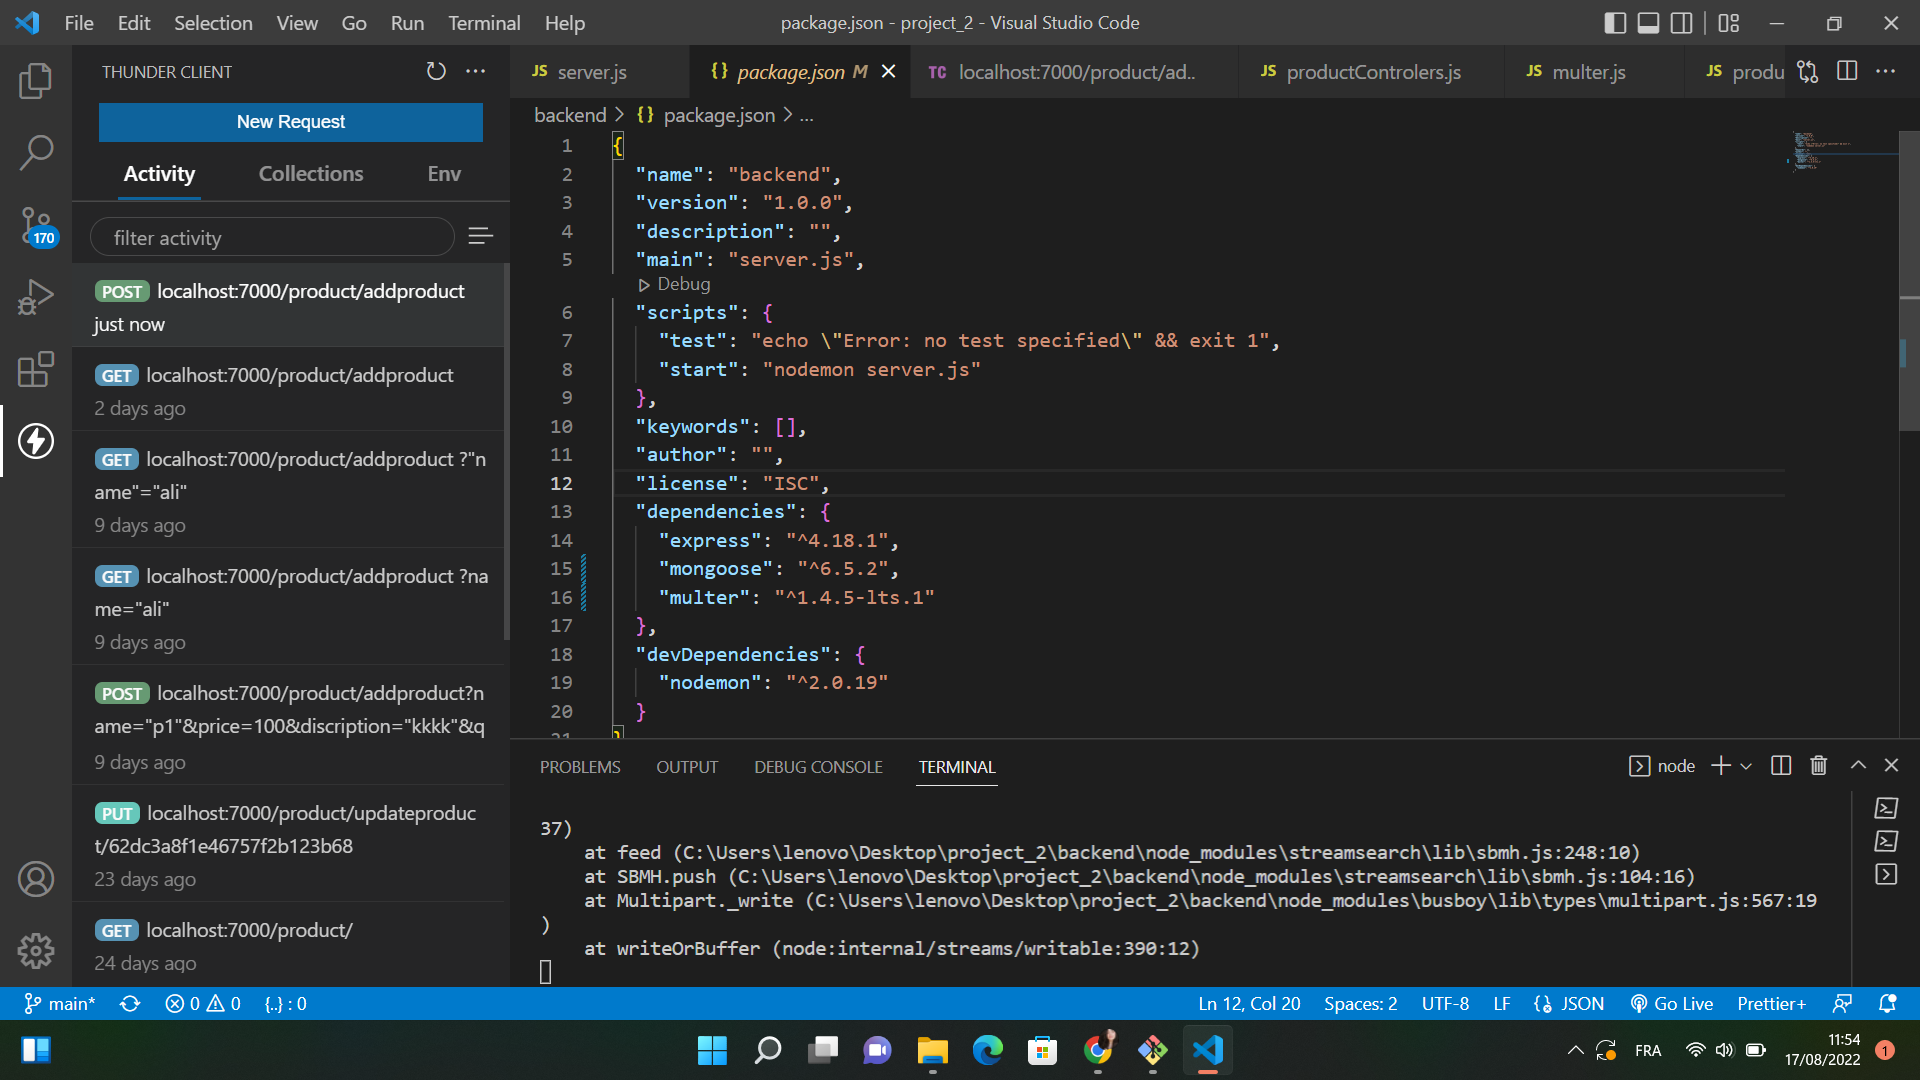 File Edit Selection View Go Run Terminal Help
package.json - project_2 - Visual Studio Code
THUNDER CLIENT
New Request
Activity Collections Env
filter activity
POST localhost:7000/product/addproduct
just now
GET localhost:7000/product/addproduct
2 days ago
GET localhost:7000/product/addproduct ?"n
ame"="ali"
9 days ago
GET localhost:7000/product/addproduct ?na
me="ali"
9 days ago
POST localhost:7000/product/addproduct?n
ame="p1"&price=100&discription="kkkk"&q
9 days ago
PUT localhost:7000/product/updateproduc
t/62dc3a8f1e46757f2b123b68
23 days ago
GET localhost:7000/product/
24 days ago
170
JS server.js
{} package.json M
TC localhost:7000/product/ad..
JS productControlers.js
JS multer.js
JS produ
backend > {} package.json > ...
1 {
2 "name": "backend",
3 "version": "1.0.0",
4 "description": "",
5 "main": "server.js",
Debug
6 "scripts": {
7 "test": "echo \"Error: no test specified\" && exit 1",
8 "start": "nodemon server.js"
9 },
10 "keywords": [],
11 "author": "",
12 "license": "ISC",
13 "dependencies": {
14 "express": "^4.18.1",
15 "mongoose": "^6.5.2",
16 "multer": "^1.4.5-lts.1"
17 },
18 "devDependencies": {
19 "nodemon": "^2.0.19"
20 }
21 }
PROBLEMS OUTPUT DEBUG CONSOLE TERMINAL
node
37)
at feed (C:\Users\lenovo\Desktop\project_2\backend\node_modules\streamsearch\lib\sbmh.js:248:10)
at SBMH.push (C:\Users\lenovo\Desktop\project_2\backend\node_modules\streamsearch\lib\sbmh.js:104:16)
at Multipart._write (C:\Users\lenovo\Desktop\project_2\backend\node_modules\busboy\lib\types\multipart.js:567:19
)
at writeOrBuffer (node:internal/streams/writable:390:12)
main* 0 0 {..} : 0
Ln 12, Col 20 Spaces: 2 UTF-8 LF JSON Go Live Prettier+
FRA
11:54
17/08/2022
1